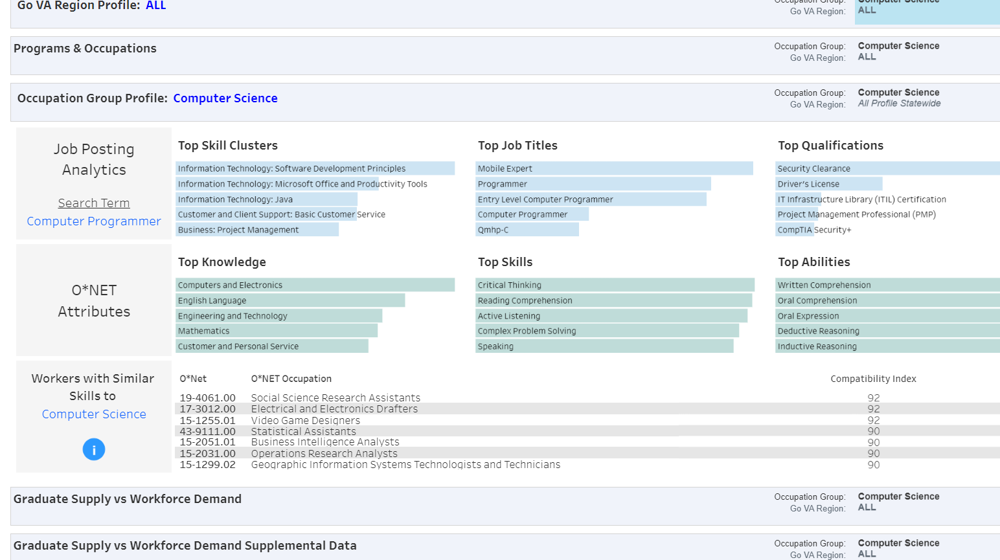 Go VA Region Profile: ALL
Occupation Group: Computer Science
Go VA Region: ALL
Programs & Occupations
Occupation Group: Computer Science
Go VA Region: ALL
Occupation Group Profile: Computer Science
Occupation Group: Computer Science
Go VA Region: All Profile Statewide
Job Posting
Analytics
Search Term
Computer Programmer
Top Skill Clusters
Information Technology: Software Development Principles
Information Technology: Microsoft Office and Productivity Tools
Information Technology: Java
Customer and Client Support: Basic Customer Service
Business: Project Management
Top Job Titles
Mobile Expert
Programmer
Entry Level Computer Programmer
Computer Programmer
Qmhp-C
Top Qualifications
Security Clearance
Driver's License
IT Infrastructure Library (ITIL) Certification
Project Management Professional (PMP)
CompTIA Security+
O*NET
Attributes
Top Knowledge
Computers and Electronics
English Language
Engineering and Technology
Mathematics
Customer and Personal Service
Top Skills
Critical Thinking
Reading Comprehension
Active Listening
Complex Problem Solving
Speaking
Top Abilities
Written Comprehension
Oral Comprehension
Oral Expression
Deductive Reasoning
Inductive Reasoning
Workers with Similar
Skills to
Computer Science
i
O*Net O*NET Occupation Compatibility Index
19-4061.00 Social Science Research Assistants 92
17-3012.00 Electrical and Electronics Drafters 92
15-1255.01 Video Game Designers 92
43-9111.00 Statistical Assistants 90
15-2051.01 Business Intelligence Analysts 90
15-2031.00 Operations Research Analysts 90
15-1299.02 Geographic Information Systems Technologists and Technicians 90
Graduate Supply vs Workforce Demand
Occupation Group: Computer Science
Go VA Region: ALL
Graduate Supply vs Workforce Demand Supplemental Data
Occupation Group: Computer Science
Go VA Region: ALL